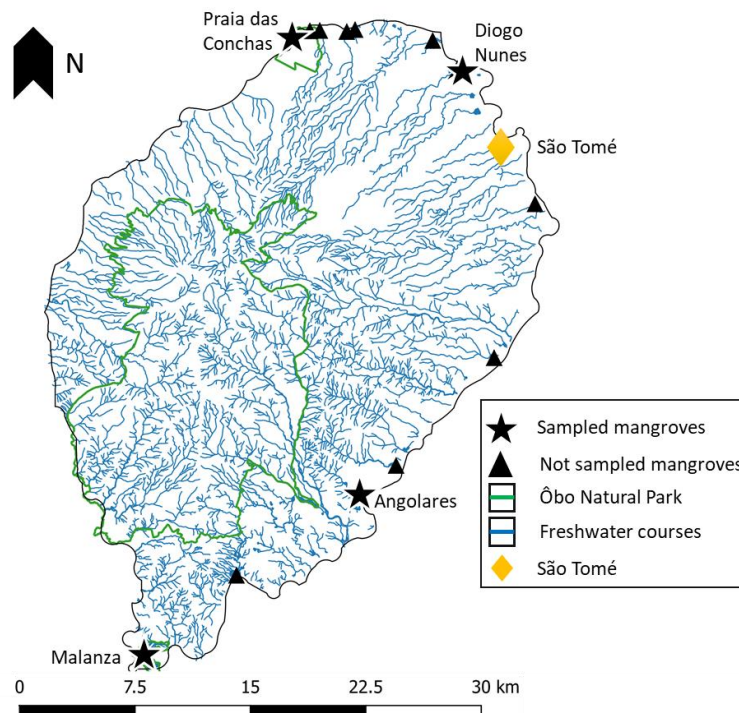 Praia das
Conchas
Diogo
Nunes
N
São Tomé
Sampled mangroves
Not sampled mangroves
Angolares
Ôbo Natural Park
Freshwater courses
São Tomé
Malanza
0 7.5 15 22.5 30 km